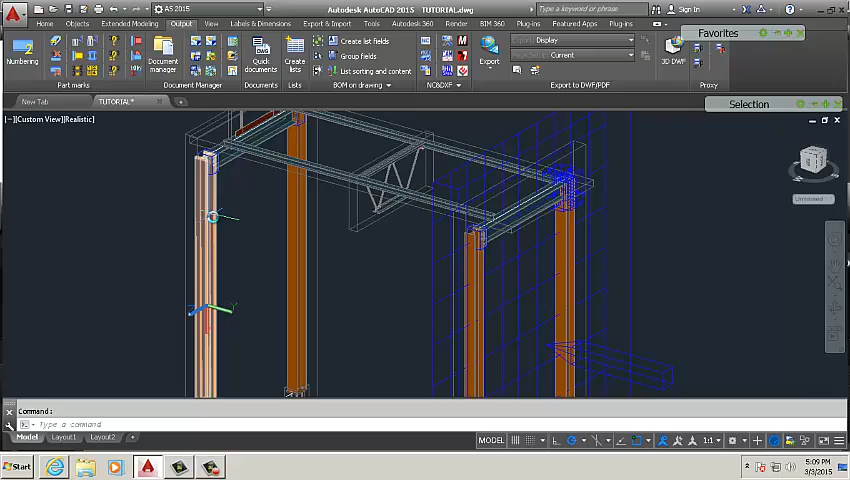 AS 2015
Autodesk AutoCAD 2015 TUTORIAL.dwg
Type a keyword or phrase
Sign In
Home Objects Extended Modeling Output View Labels & Dimensions Export & Import Tools Autodesk 360 Render BIM 360 Plug-ins Featured Apps Plug-ins
Numbering
Document manager
Quick documents
Create lists
Create list fields
Group fields
List sorting and content
Export
Export: Display
Current
3D DWF
Favorites
Part marks
Document Manager
Documents
Lists
BOM on drawing
NC&DXF
Export to DWF/PDF
Proxy
New Tab
TUTORIAL*
Selection
[−][Custom View][Realistic]
Unnamed
Y
Command:
Type a command
Model Layout1 Layout2
MODEL
1:1
Start
5:09 PM
3/3/2015